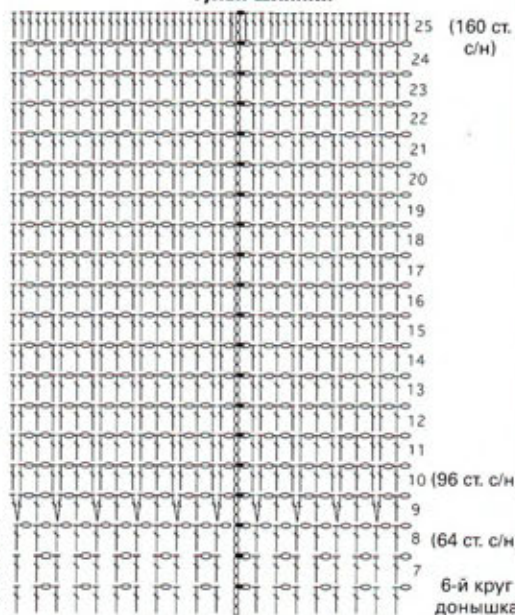 25 (160 ст.
с/н)
24
23
22
21
20
19
18
17
16
15
14
13
12
11
10 (96 ст. с/н
9
8 (64 ст. с/н
7
6-й круг
донышка